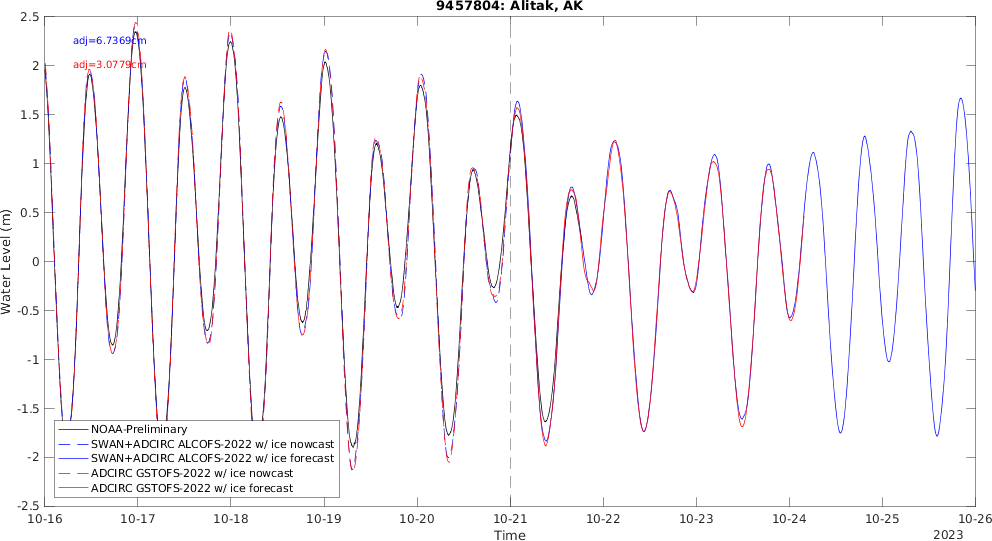 9457804: Alitak, AK
2.5
adj=6.7369cm
2
adj=3.0779cm
1.5
1
0.5
0
-0.5
-1
-1.5
-2
-2.5
Water Level (m)
NOAA-Preliminary
SWAN+ADCIRC ALCOFS-2022 w/ ice nowcast
SWAN+ADCIRC ALCOFS-2022 w/ ice forecast
ADCIRC GSTOFS-2022 w/ ice nowcast
ADCIRC GSTOFS-2022 w/ ice forecast
10-16 10-17 10-18 10-19 10-20 10-21 10-22 10-23 10-24 10-25 10-26
Time
2023